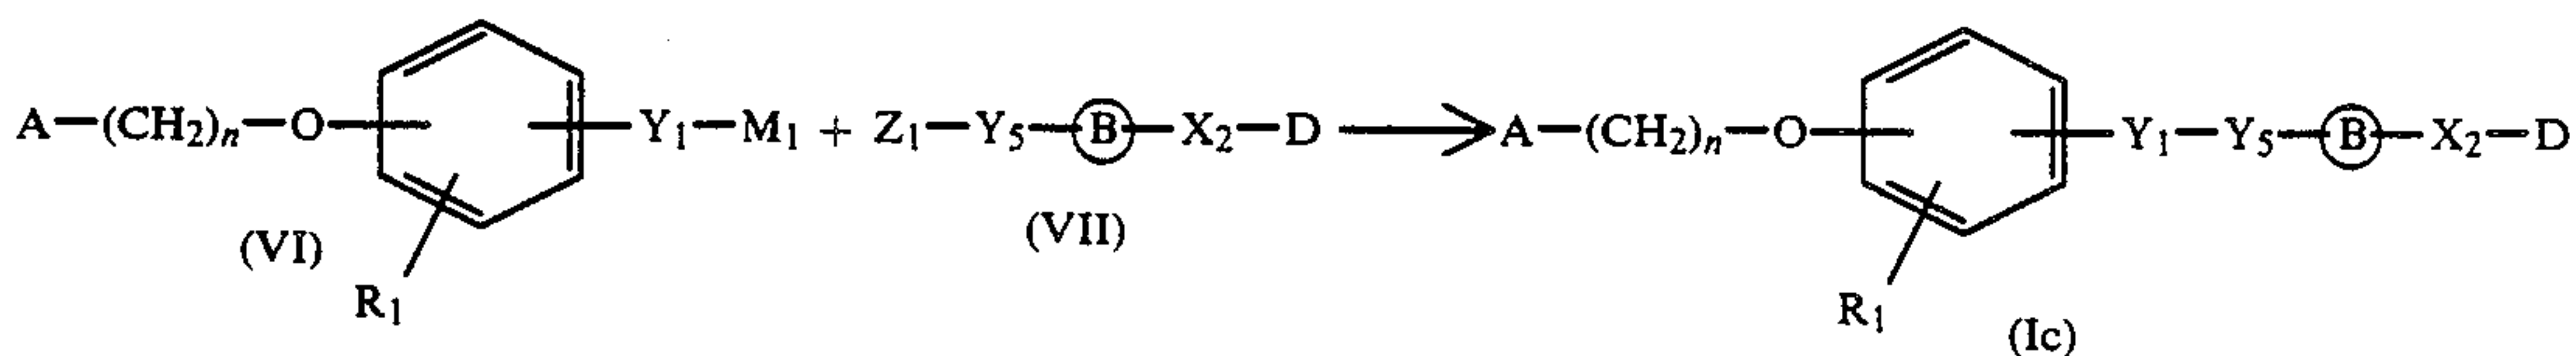 A—(CH₂)ₙ—O— —Y₁—M₁ + Z₁—Y₅—B—X₂—D → A—(CH₂)ₙ—O— —Y₁—Y₅—B—X₂—D
(VI) (VII)
R₁ R₁ (Ic)